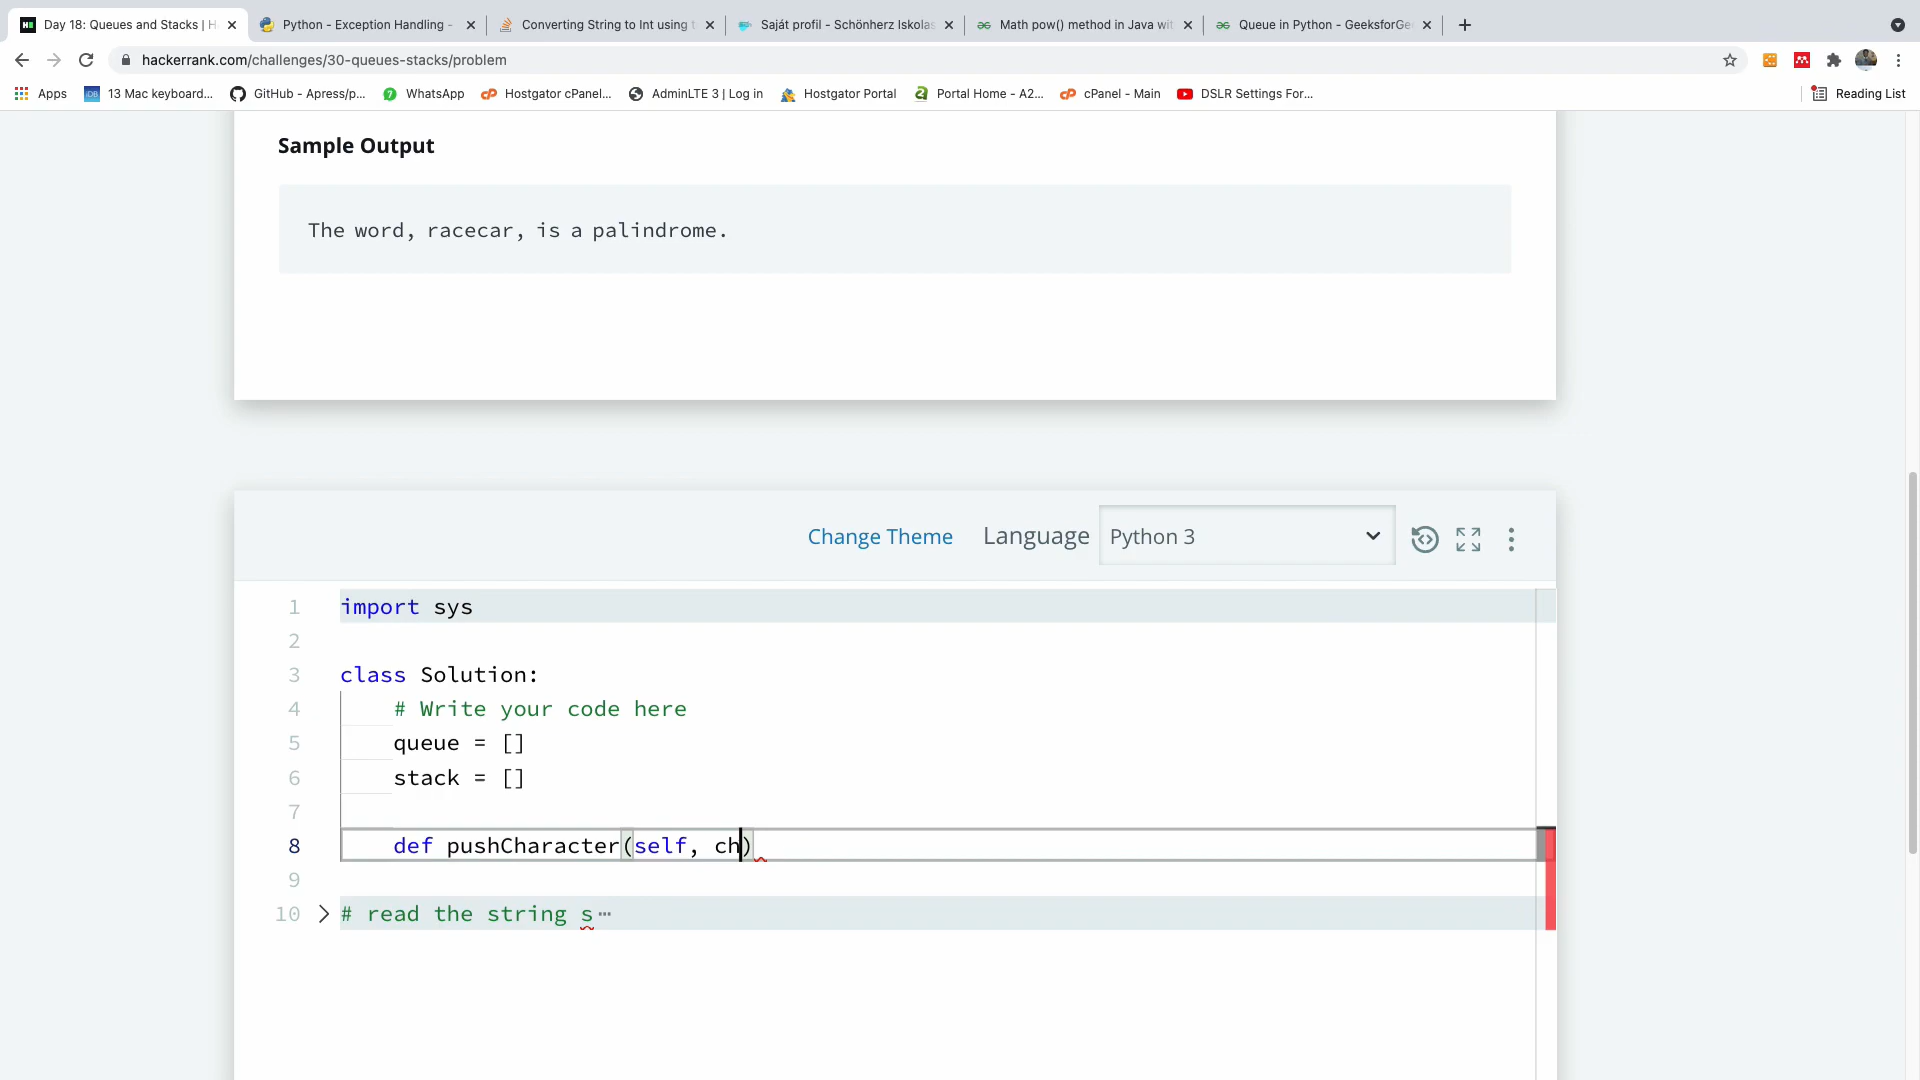 Day 18: Queues and Stacks | H
Python - Exception Handling -
Converting String to Int using t
Saját profil - Schönherz Iskolas
Math pow() method in Java wit
Queue in Python - GeeksforGe
hackerrank.com/challenges/30-queues-stacks/problem
Apps
13 Mac keyboard...
GitHub - Apress/p...
WhatsApp
Hostgator cPanel...
AdminLTE 3 | Log in
Hostgator Portal
Portal Home - A2...
cPanel - Main
DSLR Settings For...
Reading List
Sample Output
The word, racecar, is a palindrome.
Change Theme
Language
Python 3
1 import sys
2
3 class Solution:
4 # Write your code here
5 queue = []
6 stack = []
7
8 def pushCharacter(self, ch)
9
10 # read the string s⋯